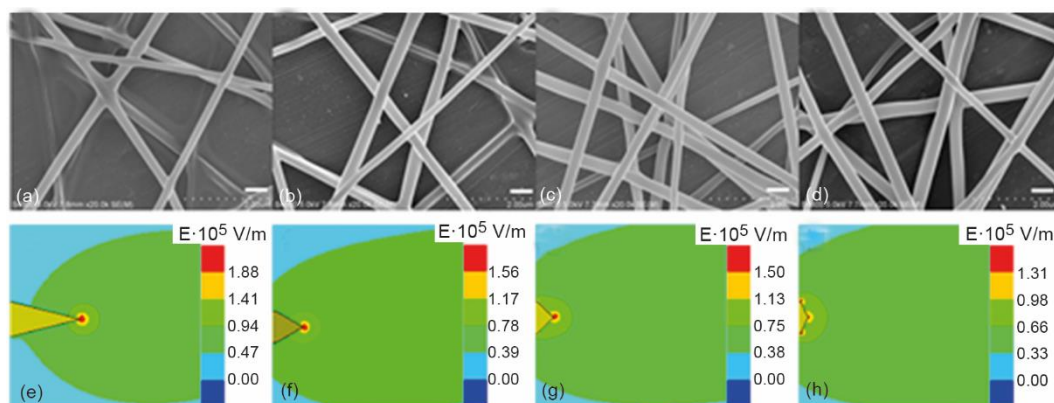 (a) (b) (c) (d)
E·10⁵ V/m E·10⁵ V/m E·10⁵ V/m E·10⁵ V/m
1.88 1.56 1.50 1.31
1.41 1.17 1.13 0.98
0.94 0.78 0.75 0.66
0.47 0.39 0.38 0.33
0.00 0.00 0.00 0.00
(e) (f) (g) (h)